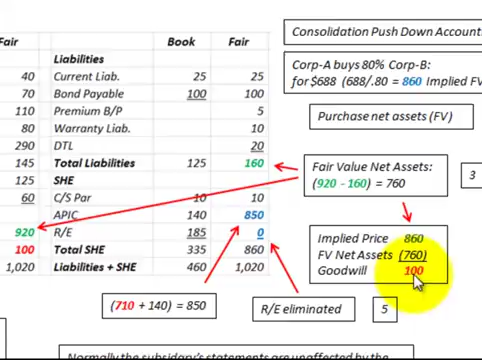 Fair Book Fair
Consolidation Push Down Account
Liabilities
Corp-A buys 80% Corp-B:
for $688 (688/.80 = 860 Implied FV
40 Current Liab. 25 25
70 Bond Payable 100 100
110 Premium B/P 5
Purchase net assets (FV)
80 Warranty Liab. 10
290 DTL 20
145 Total Liabilities 125 160
Fair Value Net Assets:
(920 - 160) = 760
3
125 SHE
60 C/S Par 10 10
APIC 140 850
920 R/E 185 0
100 Total SHE 335 860
1,020 Liabilities + SHE 460 1,020
Implied Price 860
FV Net Assets (760)
Goodwill 100
(710 + 140) = 850
R/E eliminated
5
Normally the subsidary's statements are unaffected by the